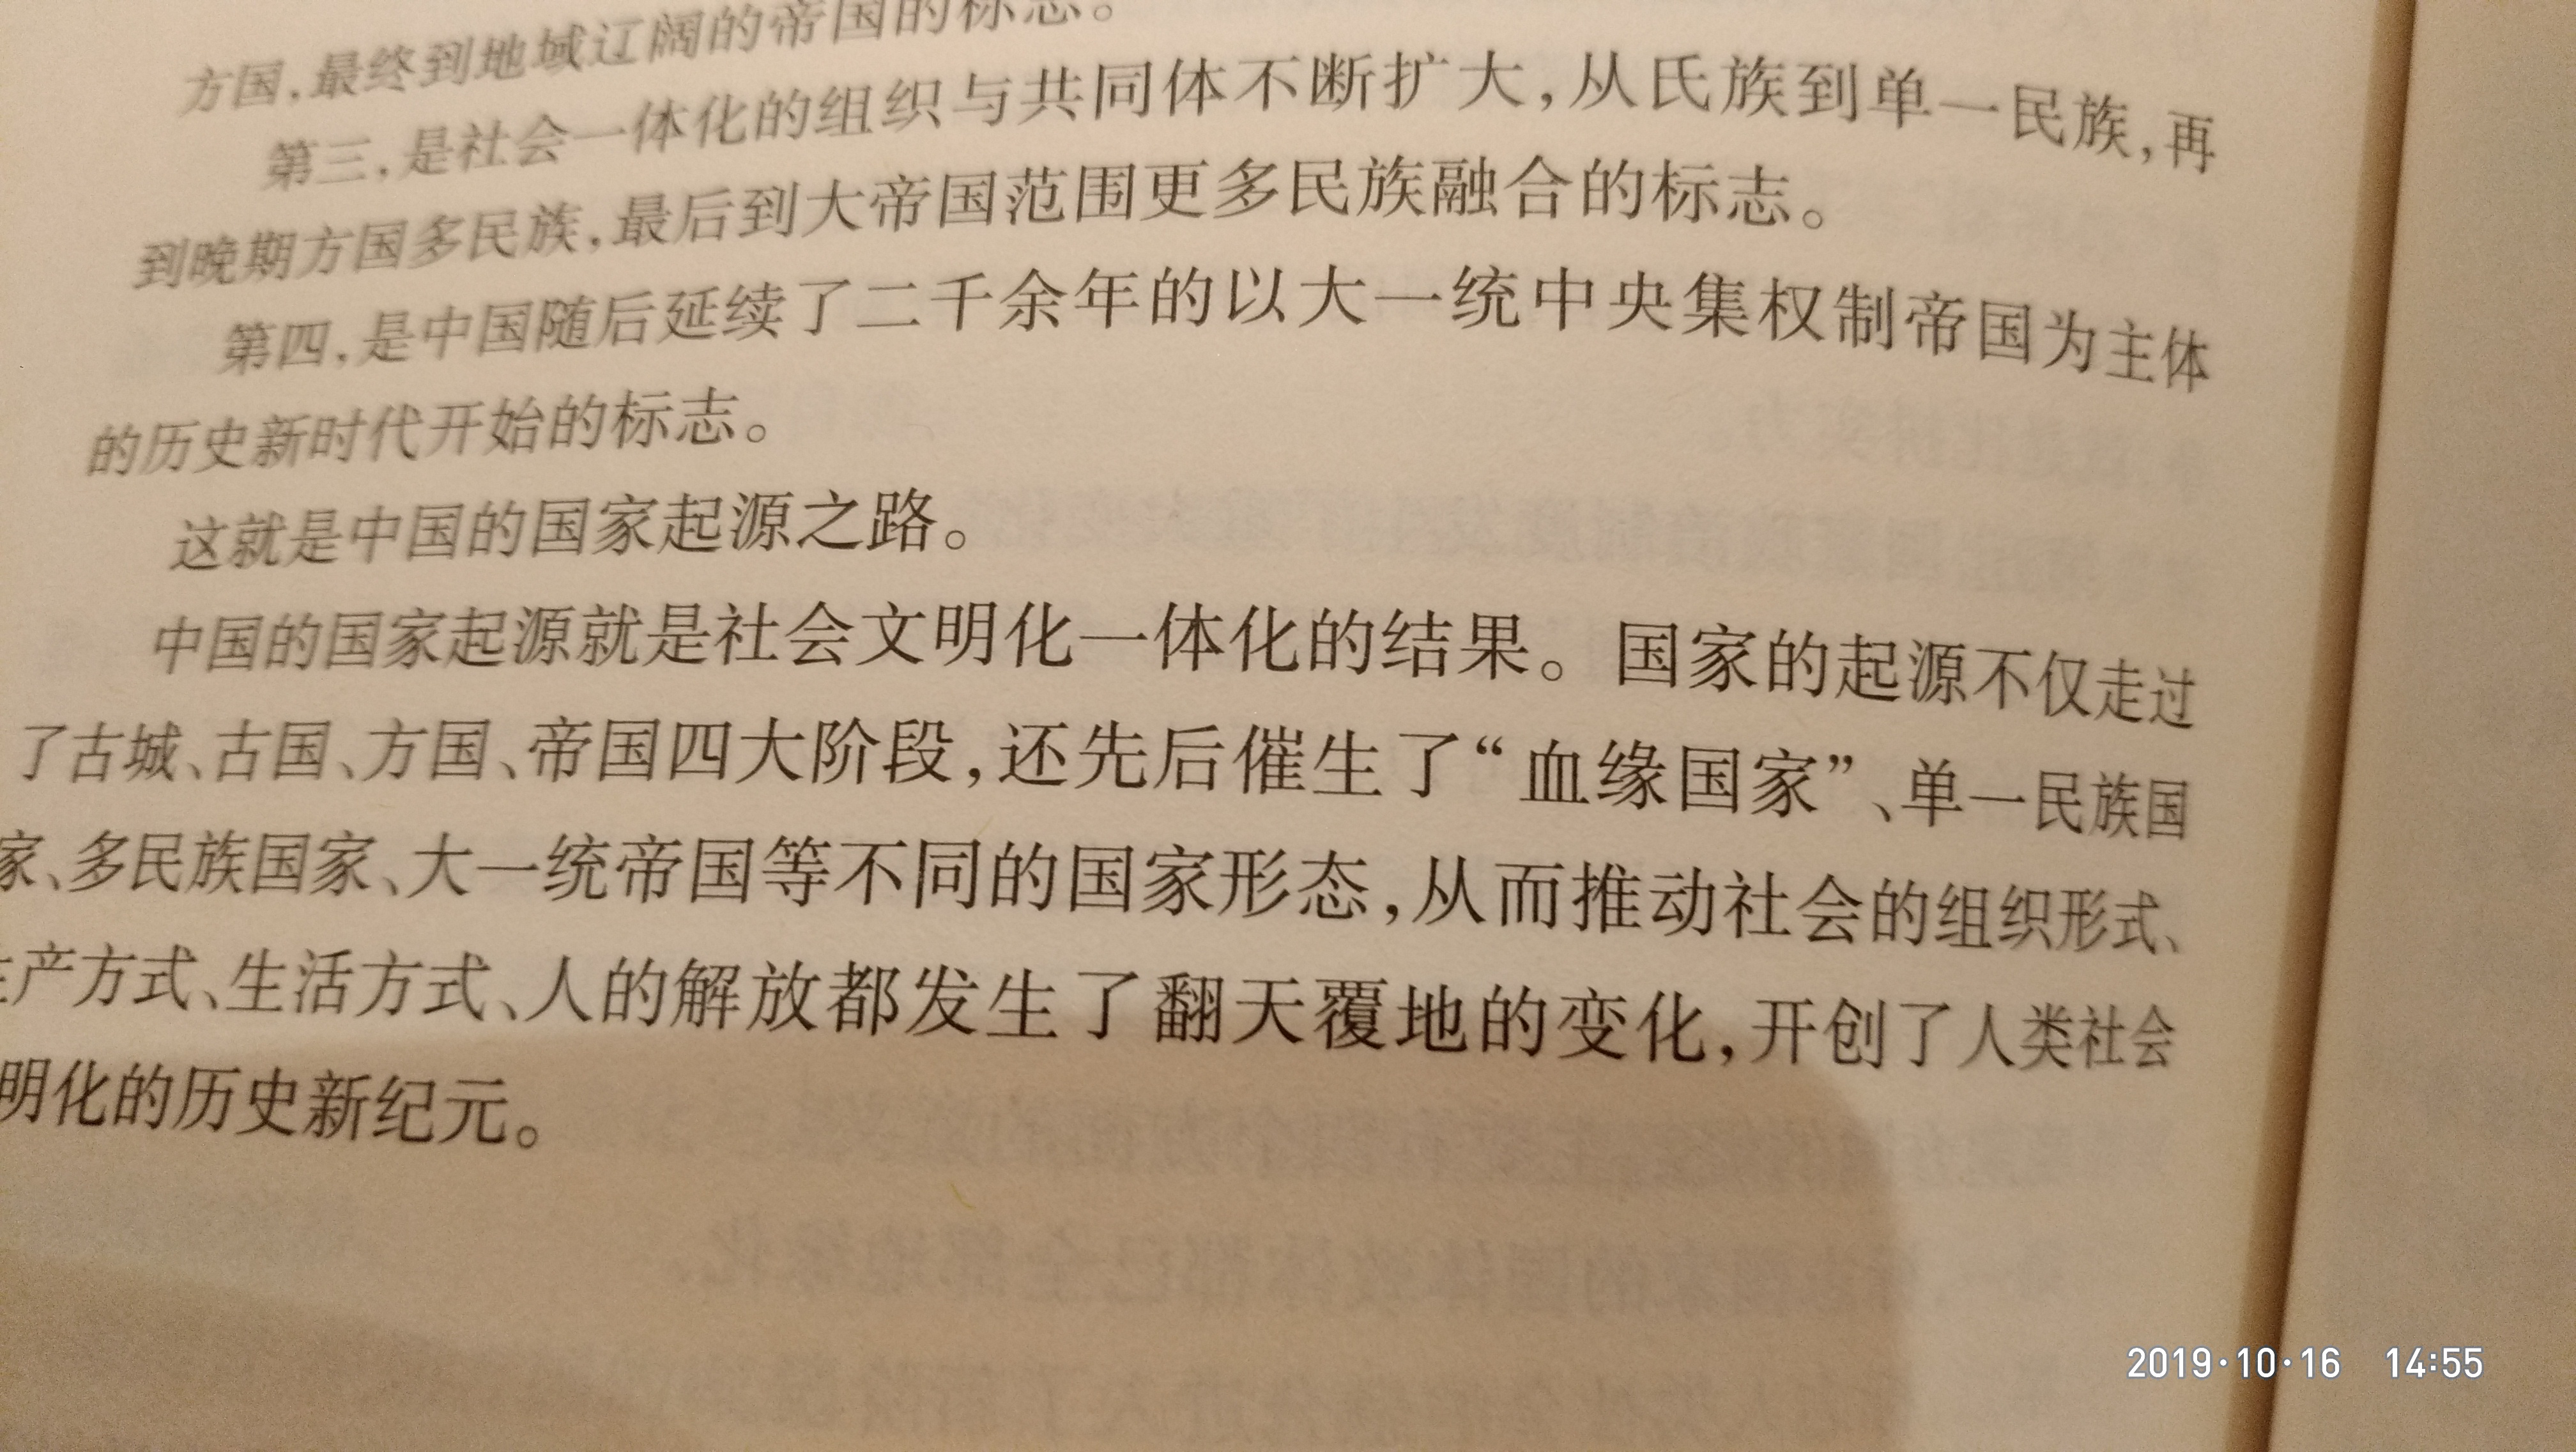 方国,最终到地域辽阔的帝国的标志。
第三,是社会一体化的组织与共同体不断扩大,从氏族到单一民族,再
到晚期方国多民族,最后到大帝国范围更多民族融合的标志。
第四,是中国随后延续了二千余年的以大一统中央集权制帝国为主体
的历史新时代开始的标志。
这就是中国的国家起源之路。
中国的国家起源就是社会文明化一体化的结果。国家的起源不仅走过
了古城、古国、方国、帝国四大阶段,还先后催生了“血缘国家”、单一民族国
家、多民族国家、大一统帝国等不同的国家形态,从而推动社会的组织形式、
生产方式、生活方式、人的解放都发生了翻天覆地的变化,开创了人类社会
明化的历史新纪元。
2019·10·16 14:55